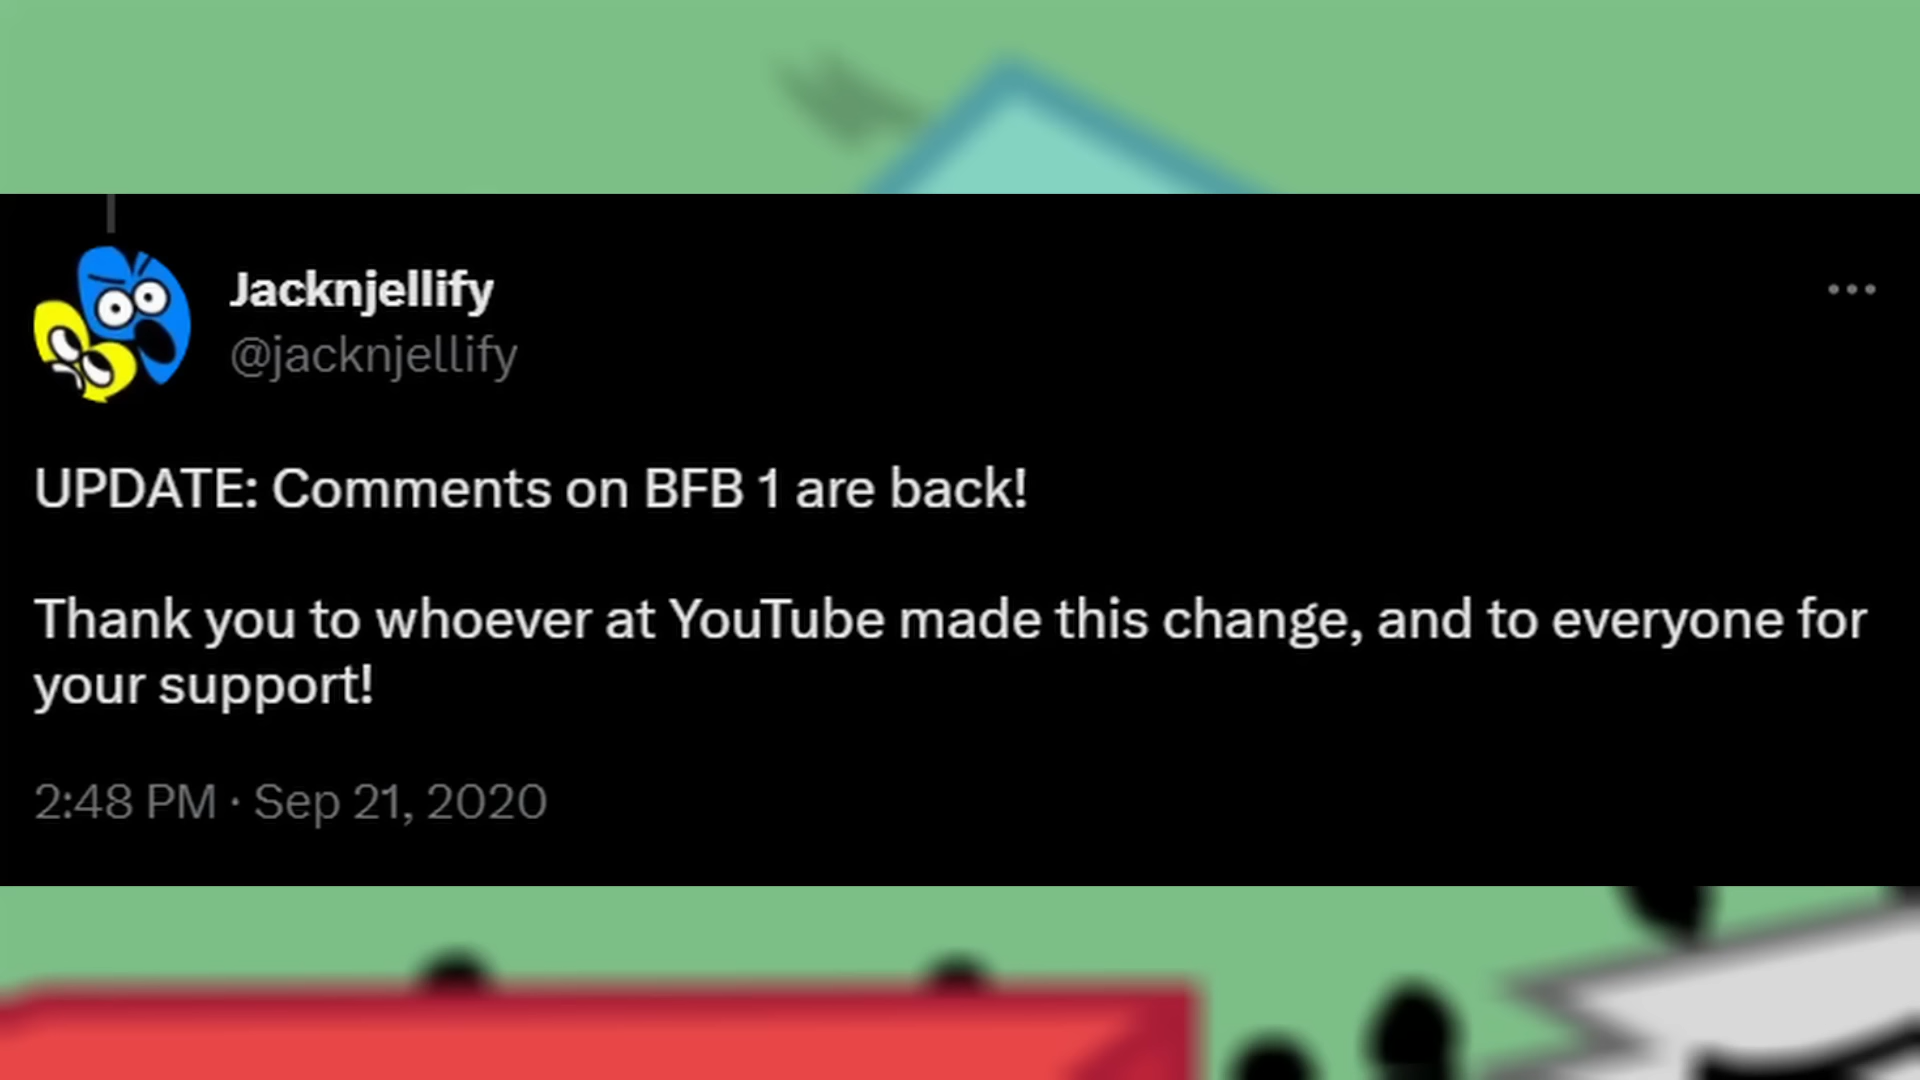 Jacknjellify
@jacknjellify
UPDATE: Comments on BFB 1 are back!
Thank you to whoever at YouTube made this change, and to everyone for
your support!
2:48 PM · Sep 21, 2020